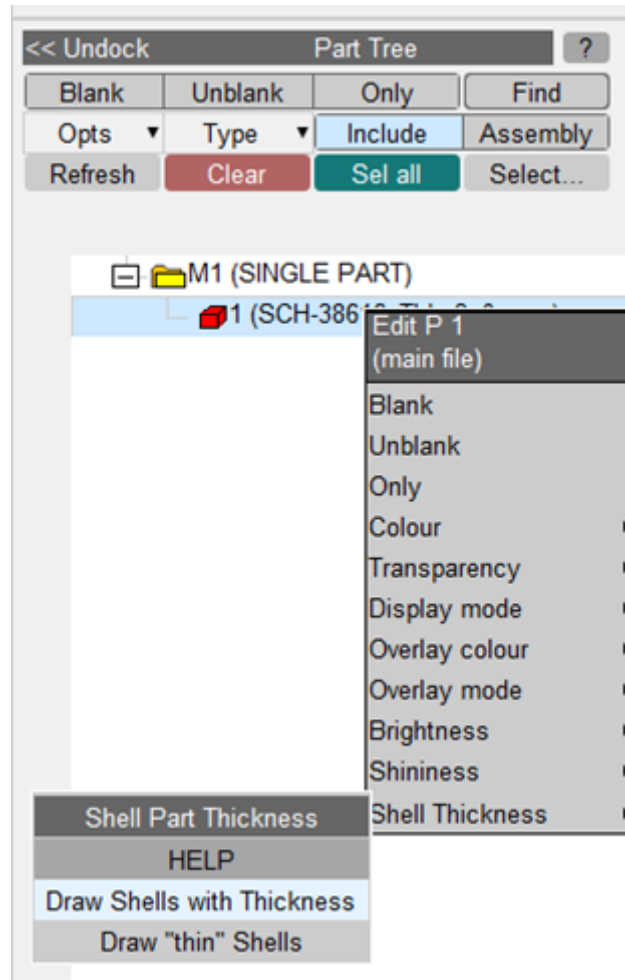 << Undock Part Tree ?
Blank Unblank Only Find
Opts Type Include Assembly
Refresh Clear Sel all Select...
M1 (SINGLE PART)
1 (SCH-386
Edit P 1
(main file)
Blank
Unblank
Only
Colour
Transparency
Display mode
Overlay colour
Overlay mode
Brightness
Shininess
Shell Thickness
Shell Part Thickness
HELP
Draw Shells with Thickness
Draw "thin" Shells